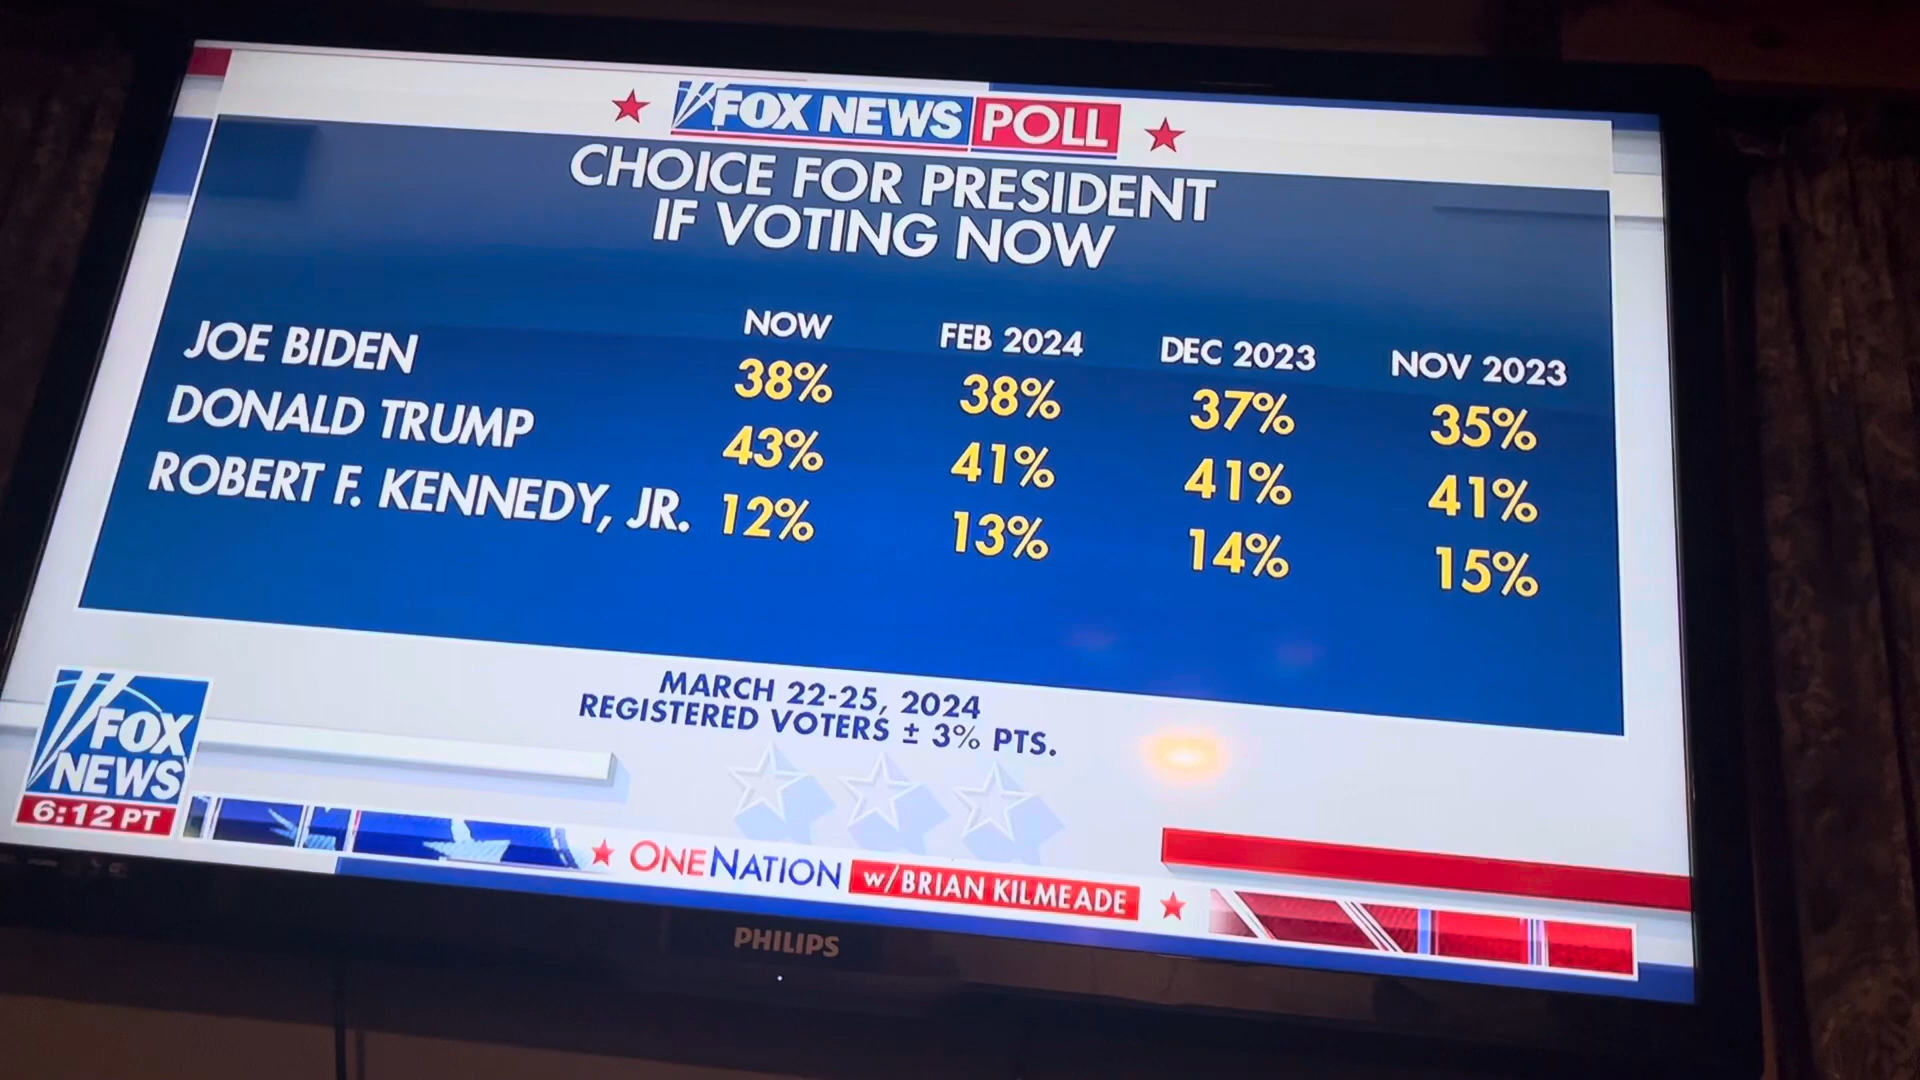 FOX NEWS POLL
CHOICE FOR PRESIDENT
IF VOTING NOW
NOW FEB 2024 DEC 2023 NOV 2023
JOE BIDEN 38% 38% 37% 35%
DONALD TRUMP 43% 41% 41% 41%
ROBERT F. KENNEDY, JR. 12% 13% 14% 15%
MARCH 22-25, 2024
REGISTERED VOTERS ± 3% PTS.
FOX
NEWS
6:12 PT
ONE NATION w/BRIAN KILMEADE
PHILIPS